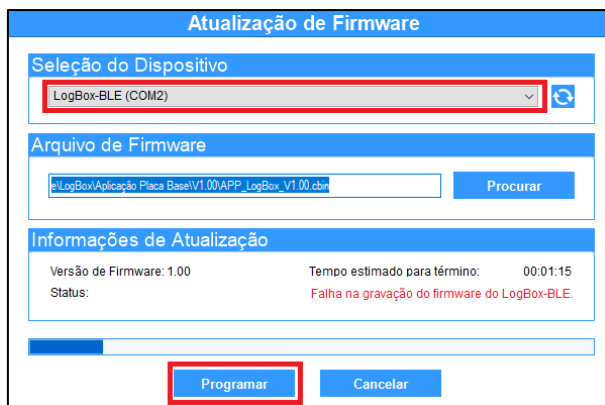 Atualização de Firmware
Seleção do Dispositivo
LogBox-BLE (COM2)
Arquivo de Firmware
e\LogBox\Aplicação Placa Base\V1.00\APP_LogBox_V1.00.cbin
Procurar
Informações de Atualização
Versão de Firmware: 1.00 Tempo estimado para término: 00:01:15
Status: Falha na gravação do firmware do LogBox-BLE.
Programar Cancelar